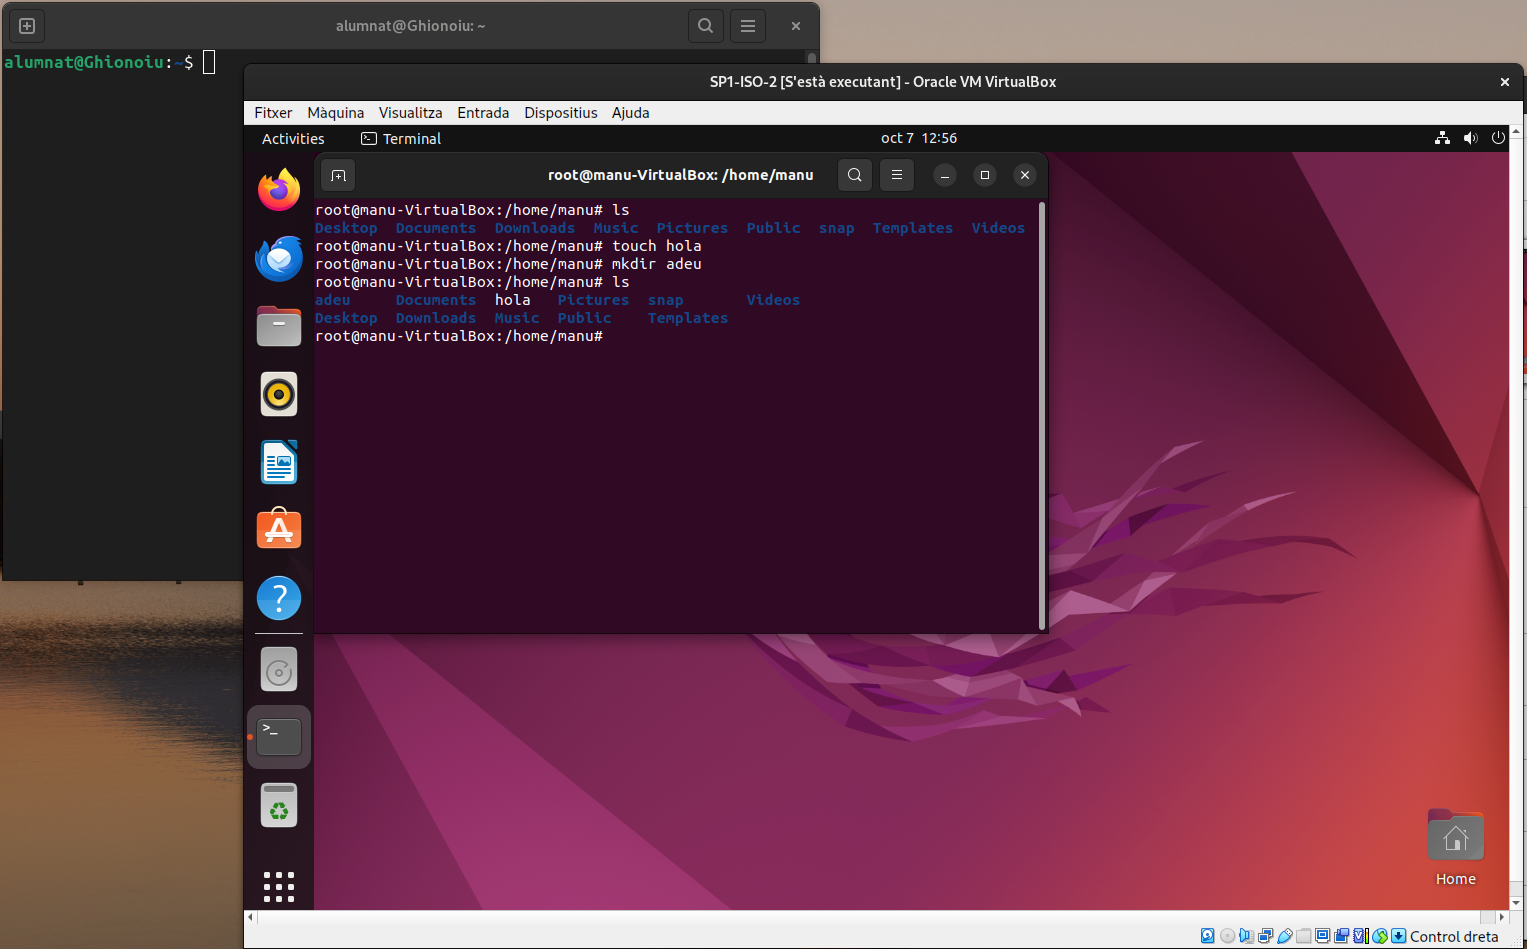 alumnat@Ghionoiu: ~
alumnat@Ghionoiu:~$
SP1-ISO-2 [S'està executant] - Oracle VM VirtualBox
Fitxer Màquina Visualitza Entrada Dispositius Ajuda
Activities Terminal oct 7 12:56
root@manu-VirtualBox: /home/manu
root@manu-VirtualBox:/home/manu# ls
Desktop Documents Downloads Music Pictures Public snap Templates Videos
root@manu-VirtualBox:/home/manu# touch hola
root@manu-VirtualBox:/home/manu# mkdir adeu
root@manu-VirtualBox:/home/manu# ls
adeu Documents hola Pictures snap Videos
Desktop Downloads Music Public Templates
root@manu-VirtualBox:/home/manu#
Home
Control dreta